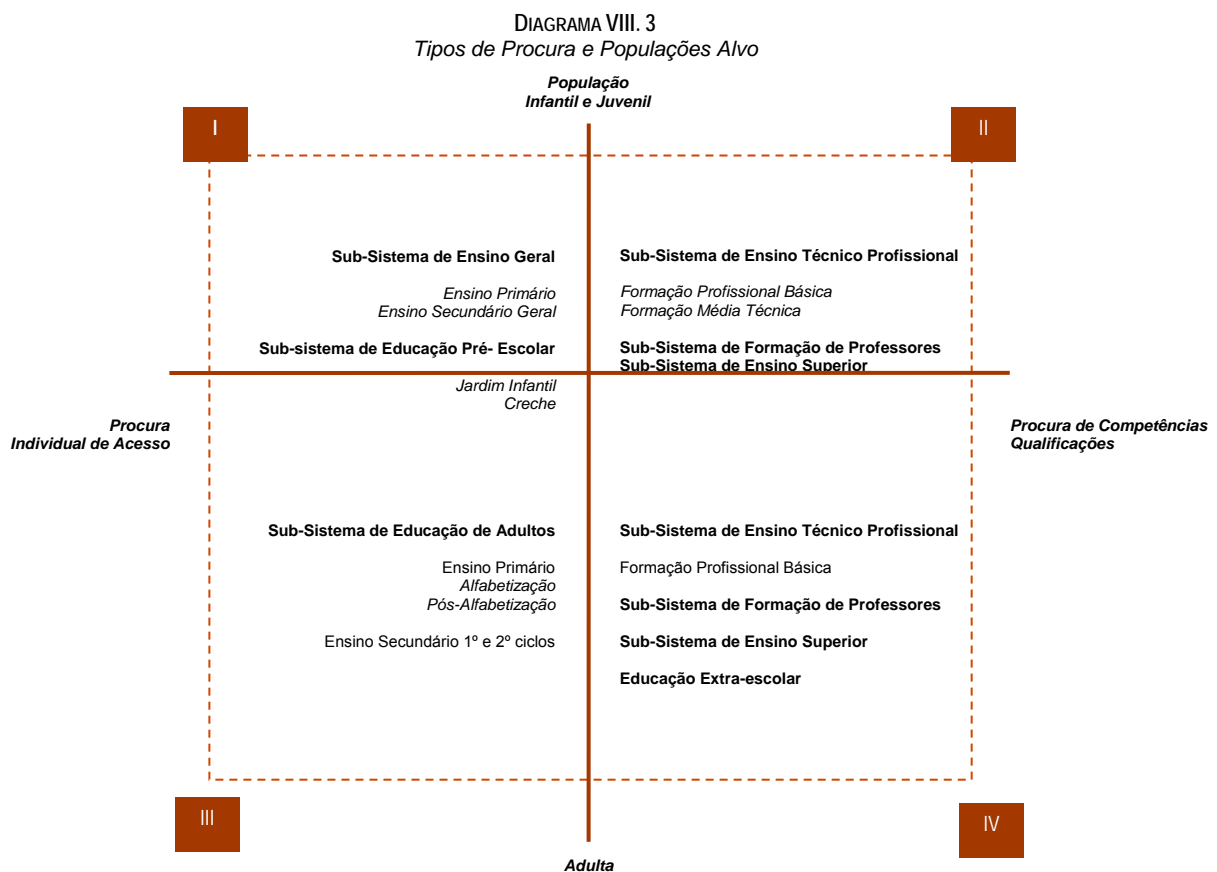 DIAGRAMA VIII. 3
Tipos de Procura e Populações Alvo
População
Infantil e Juvenil
I
II
Sub-Sistema de Ensino Geral
Ensino Primário
Ensino Secundário Geral
Sub-sistema de Educação Pré- Escolar
Jardim Infantil
Creche
Sub-Sistema de Ensino Técnico Profissional
Formação Profissional Básica
Formação Média Técnica
Sub-Sistema de Formação de Professores
Sub-Sistema de Ensino Superior
Procura
Individual de Acesso
Procura de Competências
Qualificações
Sub-Sistema de Educação de Adultos
Ensino Primário
Alfabetização
Pós-Alfabetização
Ensino Secundário 1º e 2º ciclos
Sub-Sistema de Ensino Técnico Profissional
Formação Profissional Básica
Sub-Sistema de Formação de Professores
Sub-Sistema de Ensino Superior
Educação Extra-escolar
III
IV
Adulta